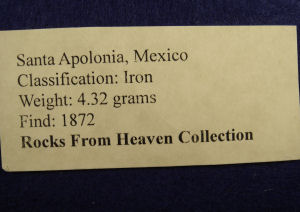 Santa Apolonia, Mexico
Classification: Iron
Weight: 4.32 grams
Find: 1872
Rocks From Heaven Collection